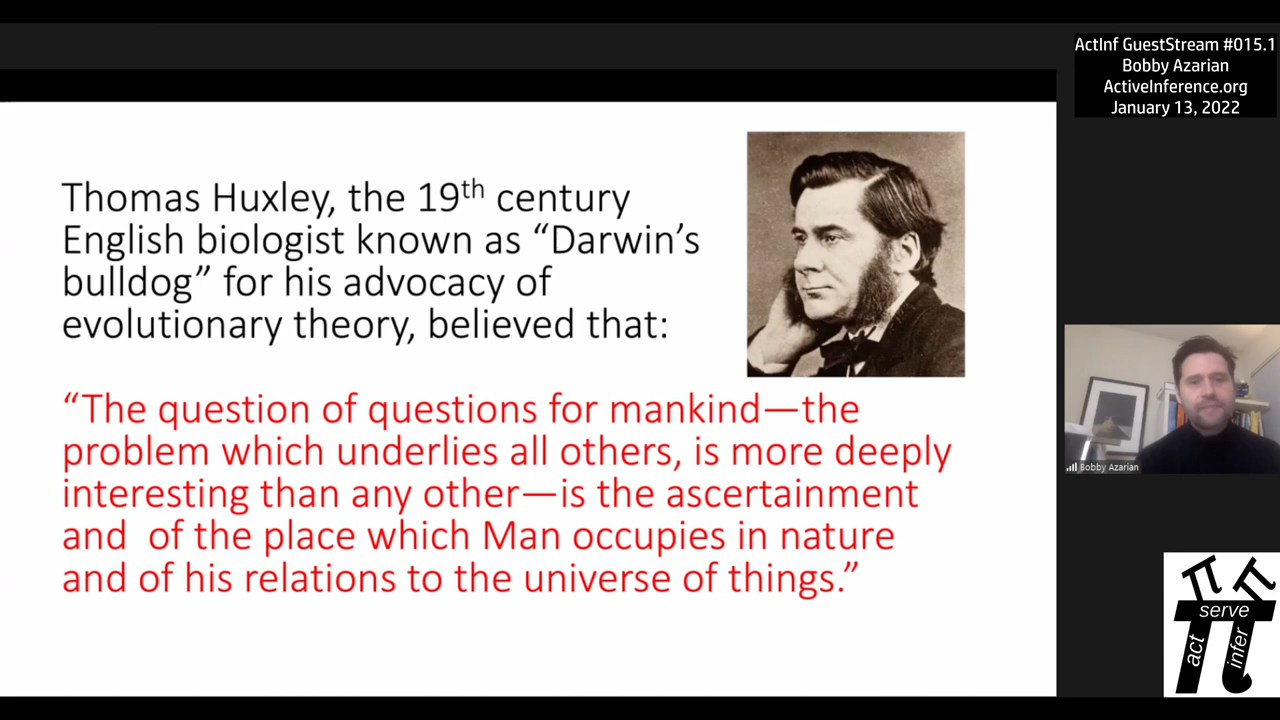 ActInf GuestStream #015.1
Bobby Azarian
ActiveInference.org
January 13, 2022
Thomas Huxley, the 19th century
English biologist known as “Darwin’s
bulldog” for his advocacy of
evolutionary theory, believed that:
“The question of questions for mankind—the
problem which underlies all others, is more deeply
interesting than any other—is the ascertainment
and  of the place which Man occupies in nature
and of his relations to the universe of things.”
Bobby Azarian
serve
act
infer